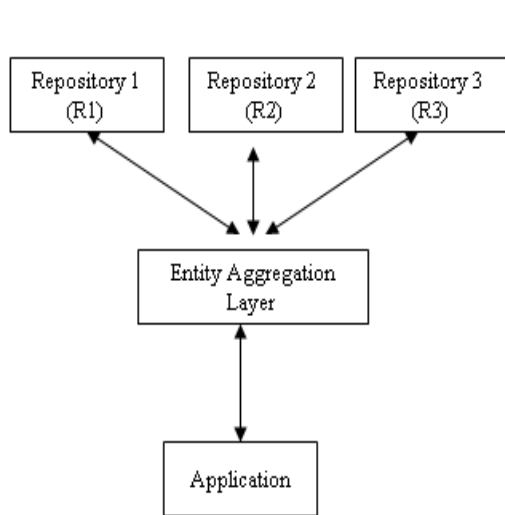 Repository 1
(R1)
Repository 2
(R2)
Repository 3
(R3)
Entity Aggregation
Layer
Application